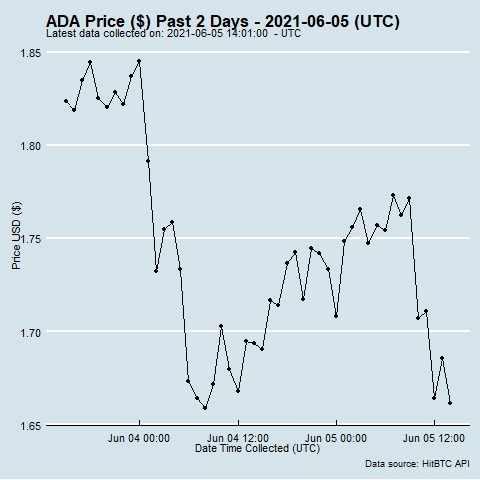 ADA Price ($) Past 2 Days - 2021-06-05 (UTC)
Latest data collected on: 2021-06-05 14:01:00  - UTC
1.85
1.80
1.75
1.70
1.65
Price USD ($)
Jun 04 00:00
Jun 04 12:00
Jun 05 00:00
Jun 05 12:00
Date Time Collected (UTC)
Data source: HitBTC API